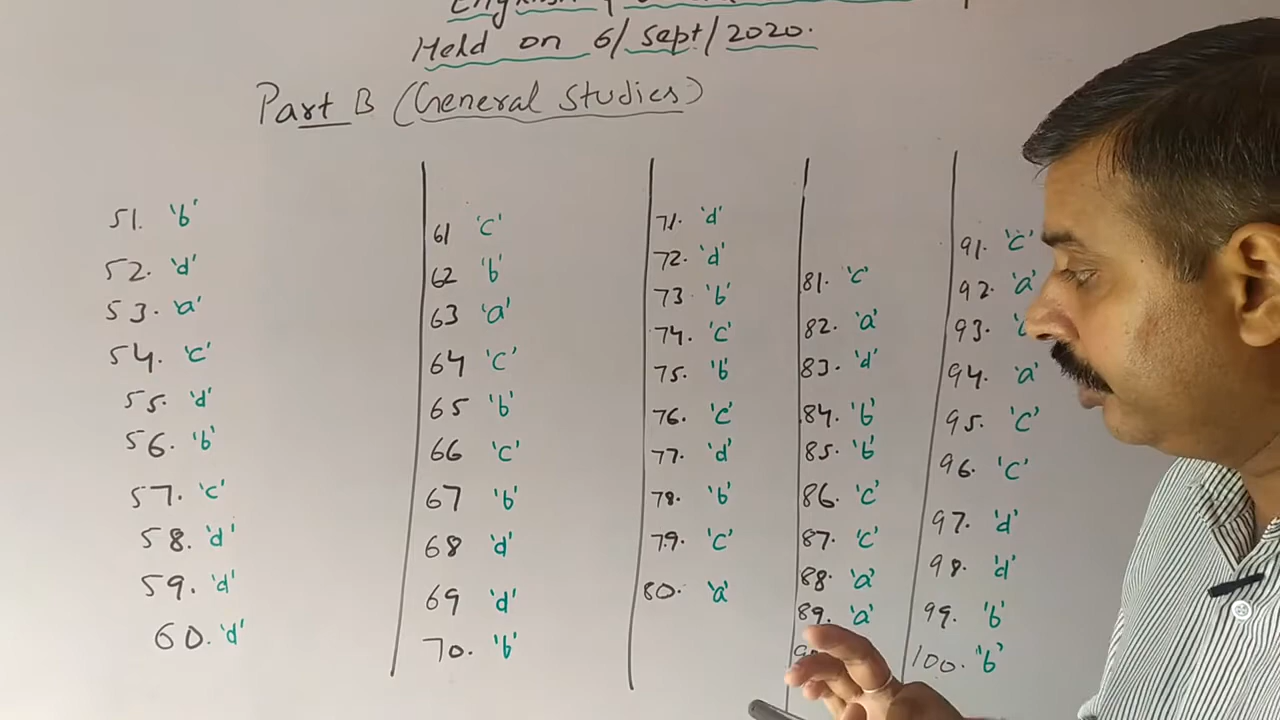 Held on 6/Sept/2020.
Part B (General Studies)
51. 'b'
52. 'd'
53. 'a'
54. 'c'
55. 'd'
56. 'b'
57. 'c'
58. 'd'
59. 'd'
60. 'd'
61 'c'
62 'b'
63 'a'
64 'c'
65 'b'
66 'c'
67 'b'
68 'd'
69 'd'
70. 'b'
71. 'd'
72. 'd'
73. 'b'
74. 'c'
75. 'b'
76. 'c'
77. 'd'
78. 'b'
79. 'c'
80. 'a'
81. 'c'
82. 'a'
83. 'd'
84. 'b'
85. 'b'
86. 'c'
87. 'c'
88. 'a'
89. 'a'
91. 'c'
92. 'a'
93.
94. 'a'
95. 'c'
96. 'c'
97. 'd'
98. 'd'
99. 'b'
100. 'b'